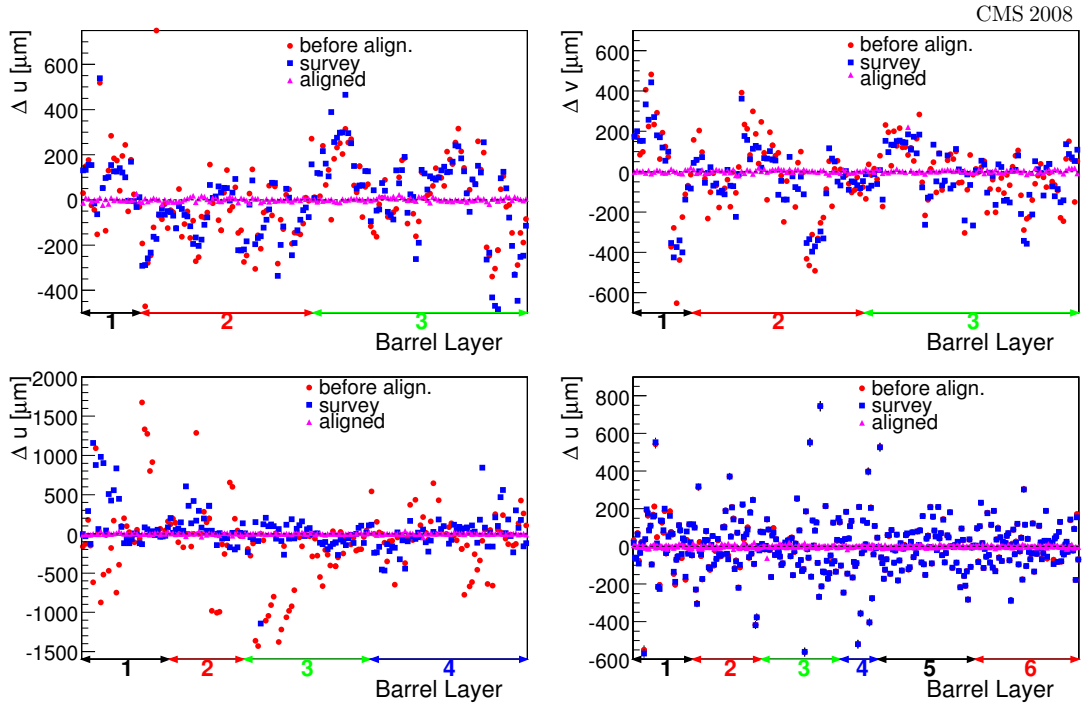 CMS 2008
Δ u [μm]
600
400
200
0
-200
-400
before align.
survey
aligned
1
2
3
Barrel Layer
Δ v [μm]
600
400
200
0
-200
-400
-600
before align.
survey
aligned
1
2
3
Barrel Layer
Δ u [μm]
2000
1500
1000
500
0
-500
-1000
-1500
before align.
survey
aligned
1
2
3
4
Barrel Layer
Δ u [μm]
800
600
400
200
0
-200
-400
-600
before align.
survey
aligned
1
2
3
4
5
6
Barrel Layer